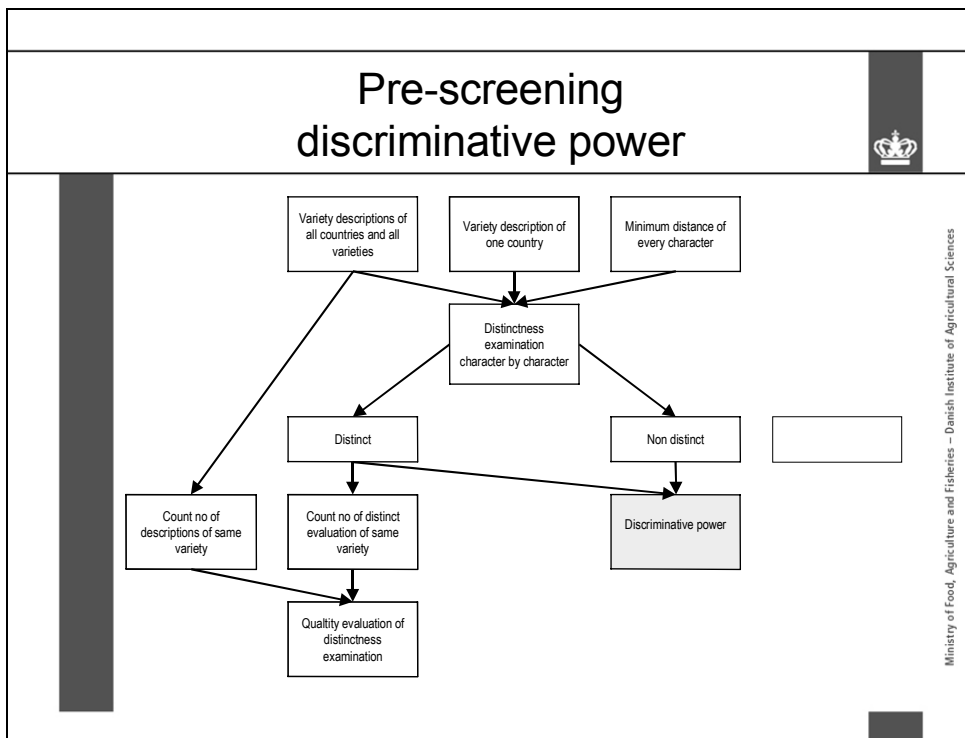 Pre-screening
discriminative power
Variety descriptions of
all countries and all
varieties
Variety description of
one country
Minimum distance of
every character
Distinctness
examination
character by character
Distinct
Non distinct
Count no of
descriptions of same
variety
Count no of distinct
evaluation of same
variety
Discriminative power
Qualtity evaluation of
distinctness
examination
Ministry of Food, Agriculture and Fisheries – Danish Institute of Agricultural Sciences